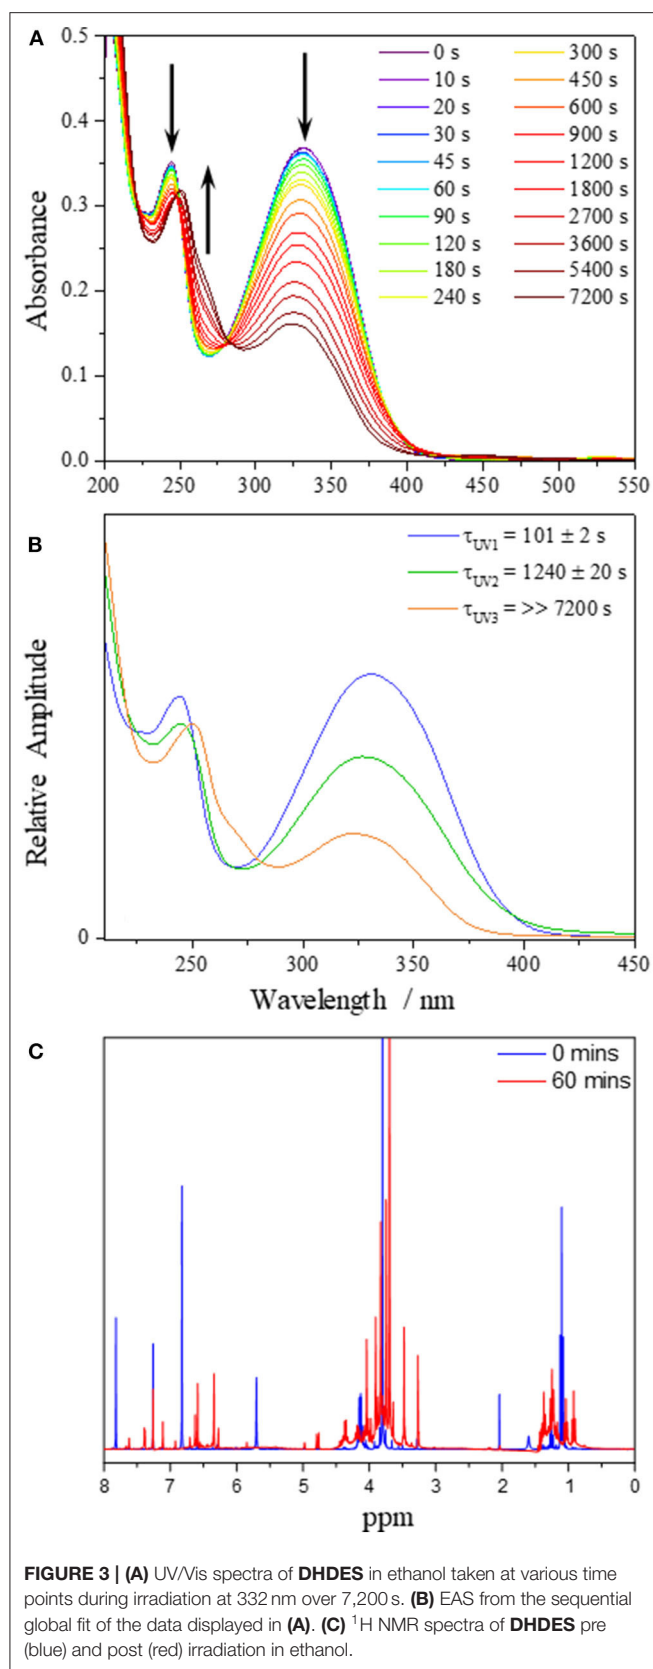 A
0.5
0.4
0.3
0.2
0.1
0.0
Absorbance
0 s
10 s
20 s
30 s
45 s
60 s
90 s
120 s
180 s
240 s
300 s
450 s
600 s
900 s
1200 s
1800 s
2700 s
3600 s
5400 s
7200 s
200 250 300 350 400 450 500 550
B
τUV1 = 101 ± 2 s
τUV2 = 1240 ± 20 s
τUV3 = >> 7200 s
Relative Amplitude
0
250 300 350 400 450
Wavelength / nm
C
0 mins
60 mins
8 7 6 5 4 3 2 1 0
ppm
FIGURE 3 | (A) UV/Vis spectra of DHDES in ethanol taken at various time
points during irradiation at 332 nm over 7,200 s. (B) EAS from the sequential
global fit of the data displayed in (A). (C) ¹H NMR spectra of DHDES pre
(blue) and post (red) irradiation in ethanol.